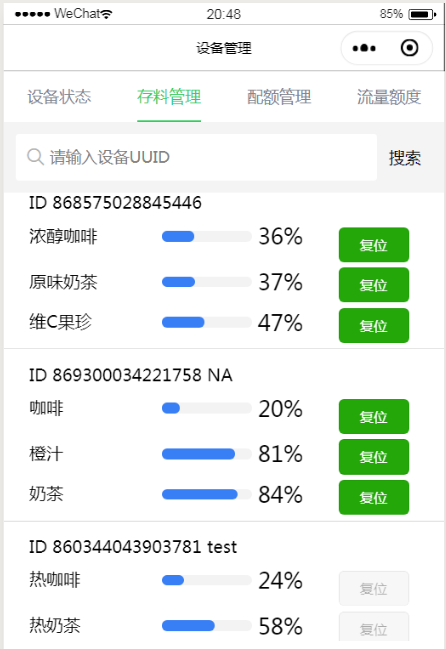 WeChat 20:48 85%
设备管理
设备状态 存料管理 配额管理 流量额度
请输入设备UUID 搜索
ID 868575028845446
浓醇咖啡 36% 复位
原味奶茶 37% 复位
维C果珍 47% 复位
ID 869300034221758 NA
咖啡 20% 复位
橙汁 81% 复位
奶茶 84% 复位
ID 860344043903781 test
热咖啡 24% 复位
热奶茶 58% 复位